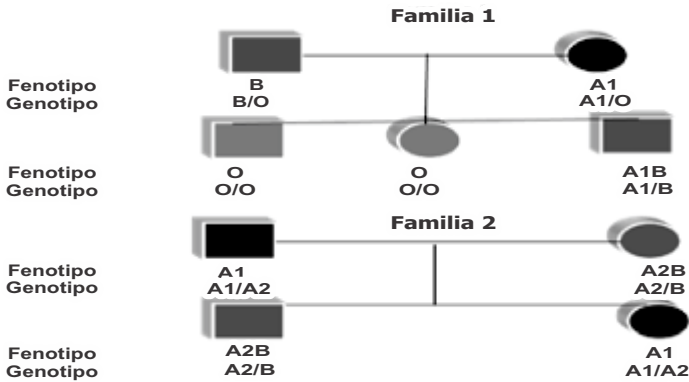 Familia 1
Fenotipo B A1
Genotipo B/O A1/O
Fenotipo O O A1B
Genotipo O/O O/O A1/B
Familia 2
Fenotipo A1 A2B
Genotipo A1/A2 A2/B
Fenotipo A2B A1
Genotipo A2/B A1/A2